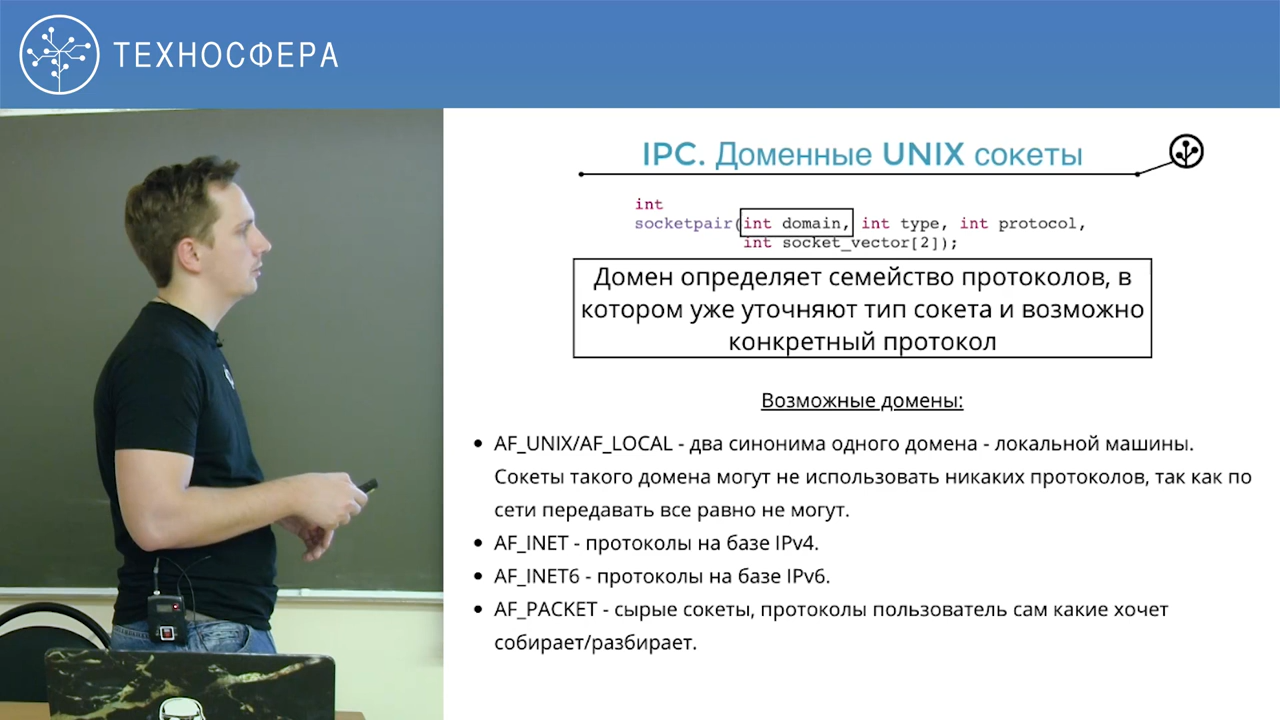 ТЕХНОСФЕРА
IPC. Доменные UNIX сокеты
int
socketpair(int domain, int type, int protocol,
int socket_vector[2]);
Домен определяет семейство протоколов, в
котором уже уточняют тип сокета и возможно
конкретный протокол
Возможные домены:
• AF_UNIX/AF_LOCAL - два синонима одного домена - локальной машины.
Сокеты такого домена могут не использовать никаких протоколов, так как по
сети передавать все равно не могут.
• AF_INET - протоколы на базе IPv4.
• AF_INET6 - протоколы на базе IPv6.
• AF_PACKET - сырые сокеты, протоколы пользователь сам какие хочет
собирает/разбирает.